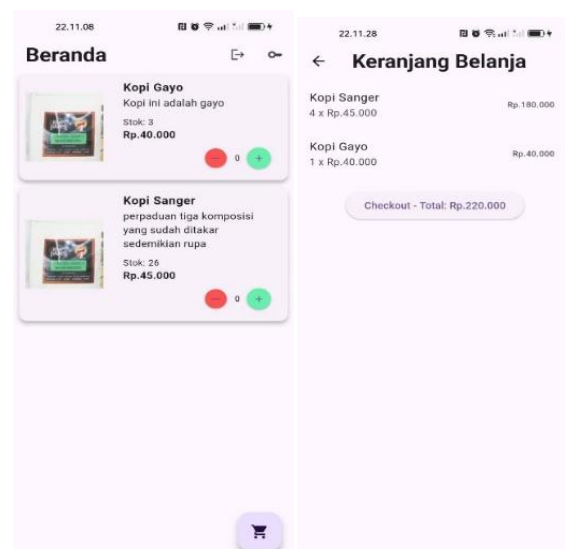 22.11.08
Beranda
Kopi Gayo
Kopi ini adalah gayo
Stok: 3
Rp.40.000
0
Kopi Sanger
perpaduan tiga komposisi
yang sudah ditakar
sedemikian rupa
Stok: 26
Rp.45.000
0
22.11.28
Keranjang Belanja
Kopi Sanger
4 x Rp.45.000
Rp.180.000
Kopi Gayo
1 x Rp.40.000
Rp.40.000
Checkout - Total: Rp.220.000